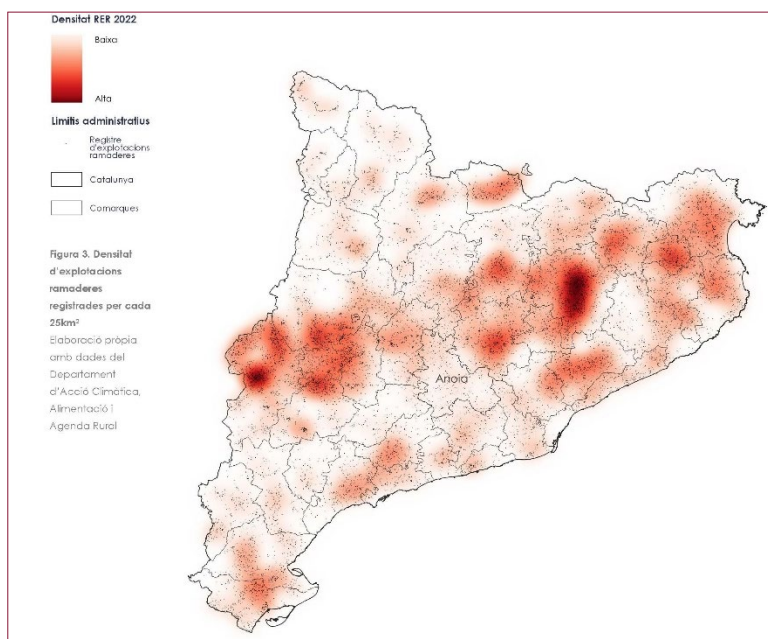 Densitat RER 2022
Baixa
Alta
Límitis administratius
Registre
d'explotacions
ramaderes
Catalunya
Comarques
Figura 3. Densitat
d'explotacions
ramaderes
registrades per cada
25km²
Elaboració pròpia
amb dades del
Departament
d'Acció Climàtica,
Alimentació i
Agenda Rural
Anoia